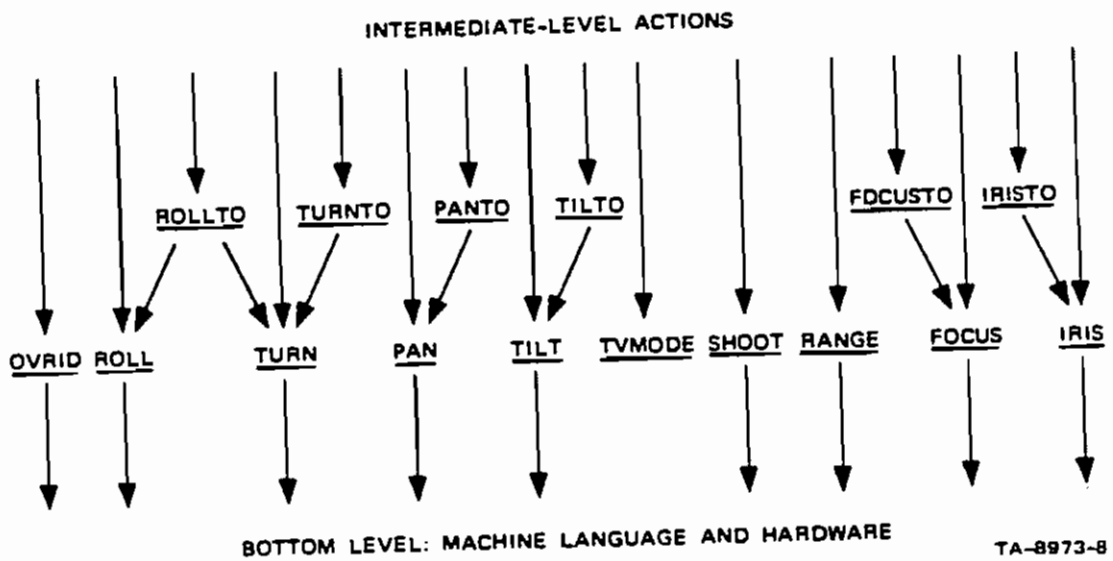 INTERMEDIATE-LEVEL ACTIONS
ROLLTO TURNTO PANTO TILTO FOCUSTO IRISTO
OVRID ROLL TURN PAN TILT TVMODE SHOOT RANGE FOCUS IRIS
BOTTOM LEVEL: MACHINE LANGUAGE AND HARDWARE
TA-8973-8